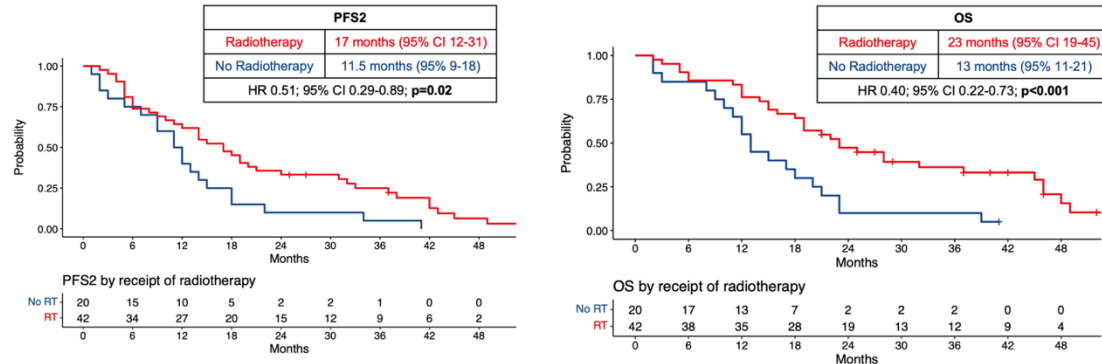 PFS2
Radiotherapy 17 months (95% CI 12-31)
No Radiotherapy 11.5 months (95% 9-18)
HR 0.51; 95% CI 0.29-0.89; p=0.02
1.00
0.75
0.50
0.25
0.00
Probability
0 6 12 18 24 30 36 42 48
Months
PFS2 by receipt of radiotherapy
No RT 20 15 10 5 2 2 1 0 0
RT 42 34 27 20 15 12 9 6 2
0 6 12 18 24 30 36 42 48
Months
OS
Radiotherapy 23 months (95% CI 19-45)
No Radiotherapy 13 months (95% 11-21)
HR 0.40; 95% CI 0.22-0.73; p<0.001
1.00
0.75
0.50
0.25
0.00
Probability
0 6 12 18 24 30 36 42 48
Months
OS by receipt of radiotherapy
No RT 20 17 13 7 2 2 2 0 0
RT 42 38 35 28 19 13 12 9 4
0 6 12 18 24 30 36 42 48
Months